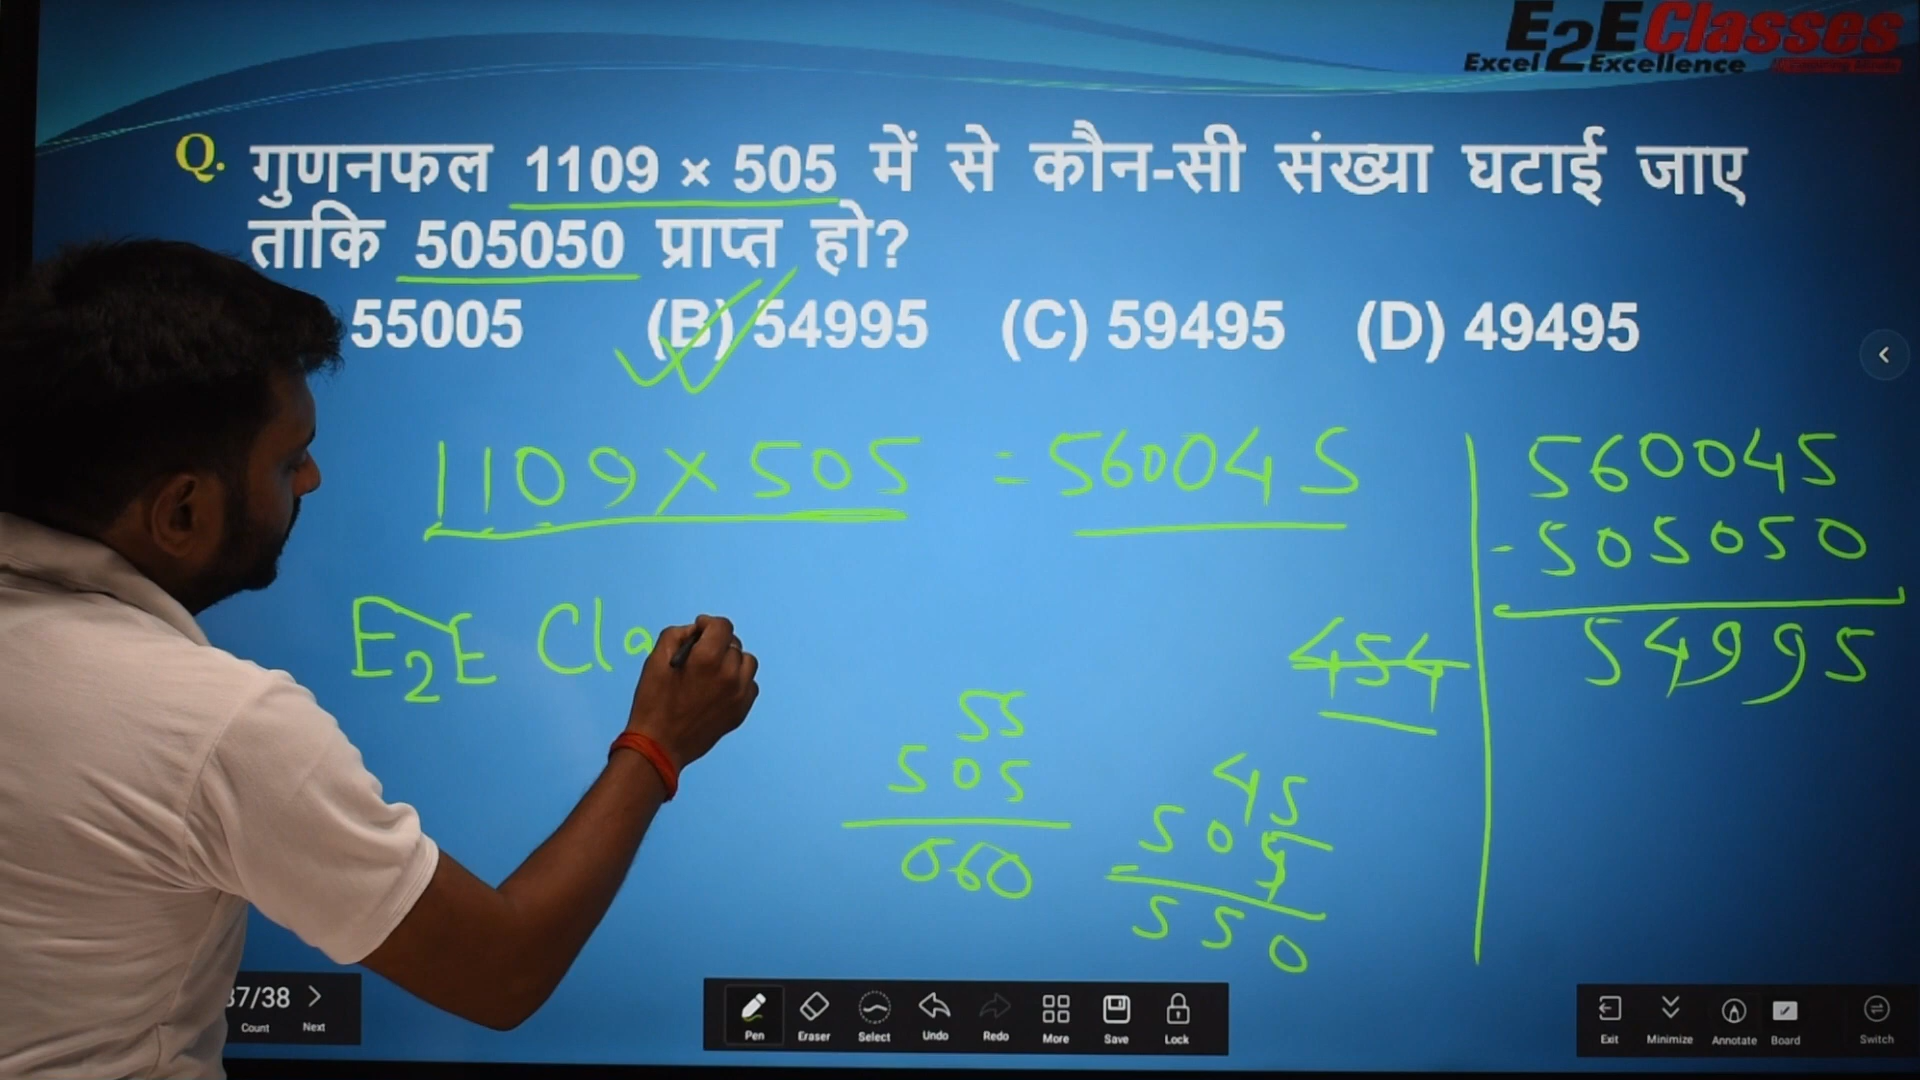 E2E Classes
Excel 2 Excellence
Q. गुणनफल 1109 × 505 में से कौन-सी संख्या घटाई जाए
ताकि 505050 प्राप्त हो?
55005 (B) 54995 (C) 59495 (D) 49495
1109 × 505 = 560045
560045
- 505050
54995
E2E Cla
454
55
505
060
45
505
550
37/38
Count Next
Pen Eraser Select Undo Redo More Save Lock
Exit Minimize Annotate Board Switch